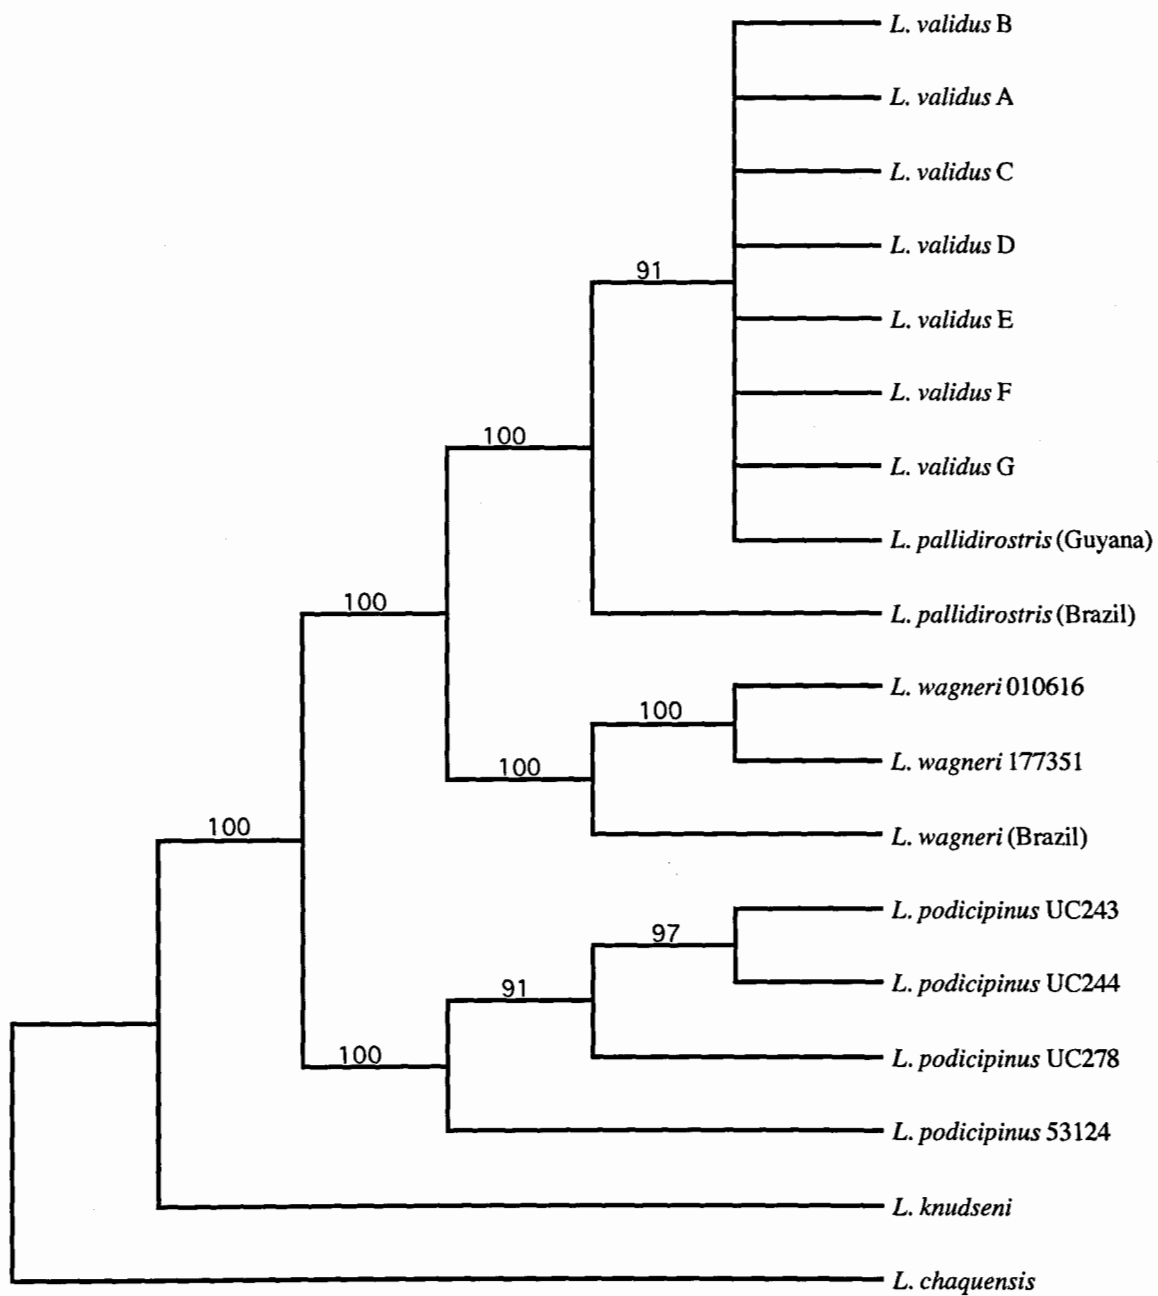 L. validus B
L. validus A
L. validus C
L. validus D
91
L. validus E
L. validus F
100
L. validus G
L. pallidirostris (Guyana)
100
L. pallidirostris (Brazil)
L. wagneri 010616
100
L. wagneri 177351
100
100
L. wagneri (Brazil)
L. podicipinus UC243
97
L. podicipinus UC244
91
100
L. podicipinus UC278
L. podicipinus 53124
L. knudseni
L. chaquensis